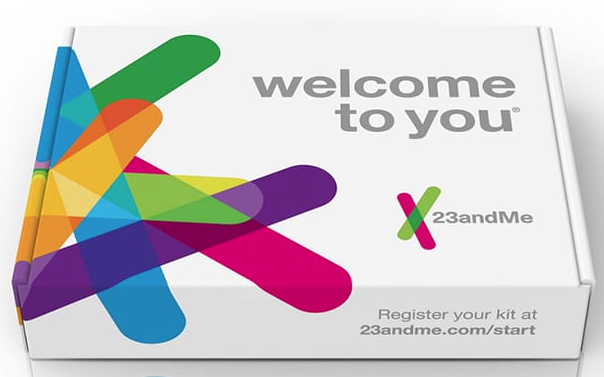 welcome
to you®
23andMe
Register your kit at
23andme.com/start